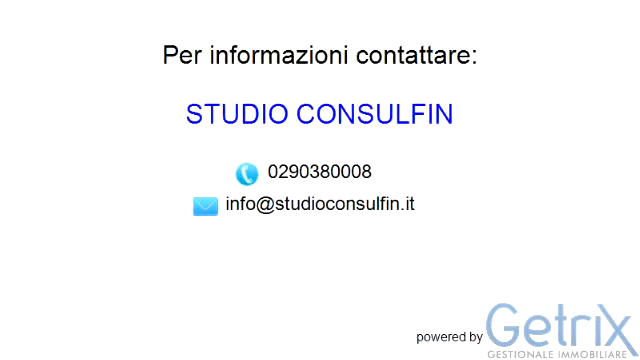 Per informazioni contattare:
STUDIO CONSULFIN
0290380008
info@studioconsulfin.it
powered by Getrix
GESTIONALE IMMOBILIARE